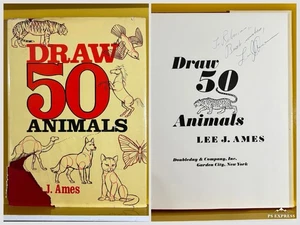 DRAW
50
ANIMALS
J. Ames
Draw
50
Animals
LEE J. AMES
Doubleday & Company, Inc.
Garden City, New York
PS EXPRESS